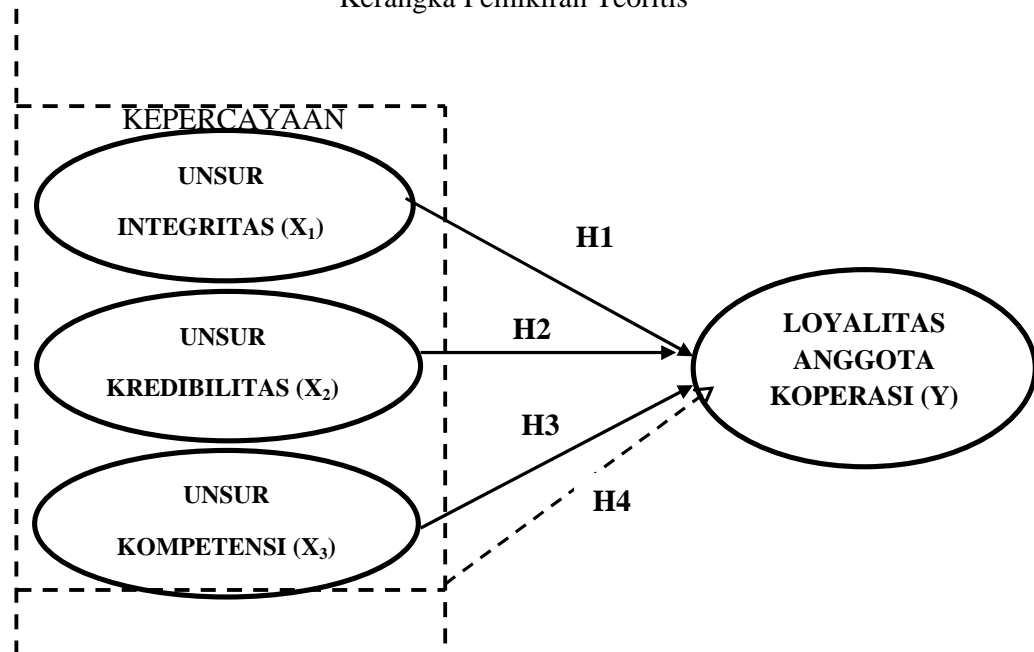 Kerangka Pemikiran Teoritis
KEPERCAYAAN
UNSUR
INTEGRITAS (X₁)
H1
UNSUR
KREDIBILITAS (X₂)
H2
LOYALITAS
ANGGOTA
KOPERASI (Y)
H3
UNSUR
KOMPETENSI (X₃)
H4